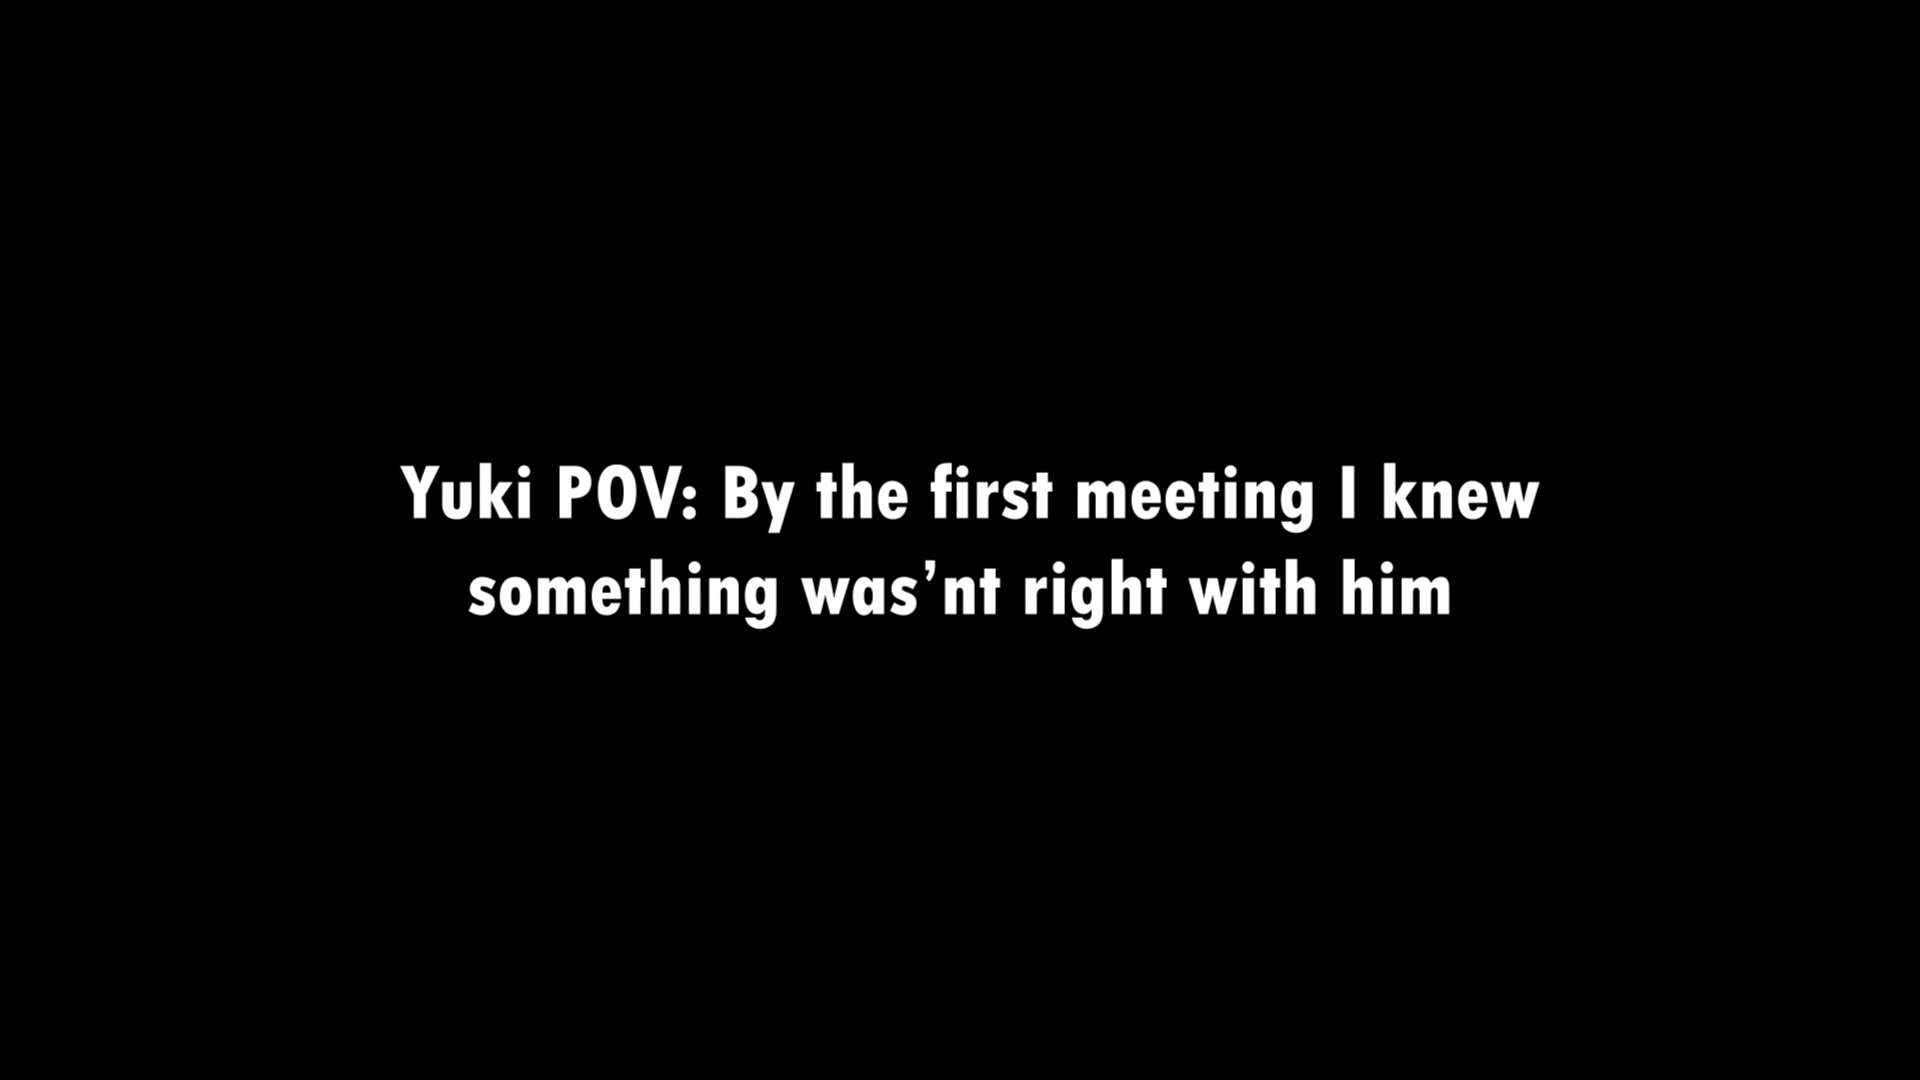 Yuki POV: By the first meeting I knew
something was’nt right with him